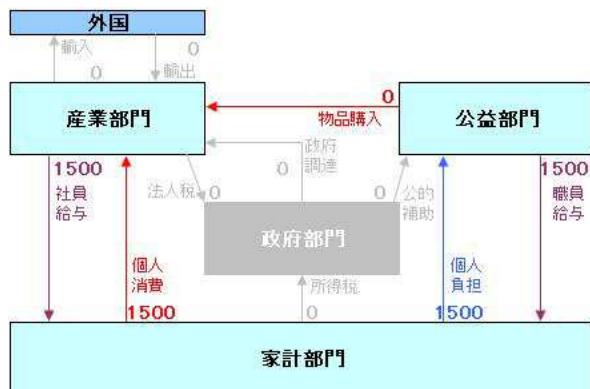 外国
輸入
0
0
輸出
産業部門
0
物品購入
公益部門
1500
社員
給与
法人税
0
0
政府
調達
0
公的
補助
1500
職員
給与
政府部門
個人
消費
1500
所得税
0
個人
負担
1500
家計部門